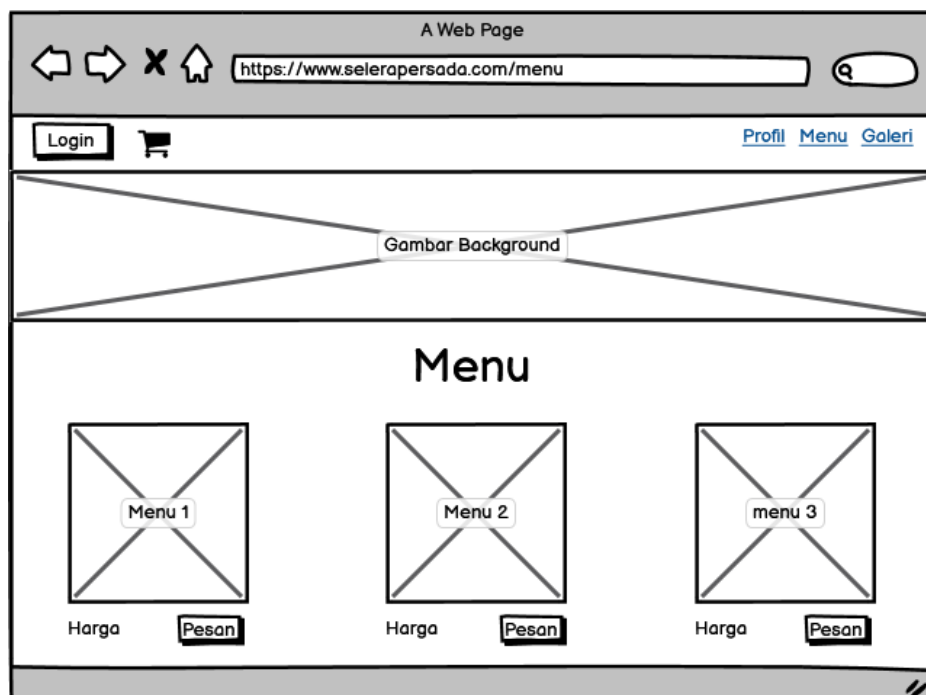 A Web Page
https://www.selerapersada.com/menu
Login
Profil Menu Galeri
Gambar Background
Menu
Menu 1 Menu 2 menu 3
Harga Pesan Harga Pesan Harga Pesan